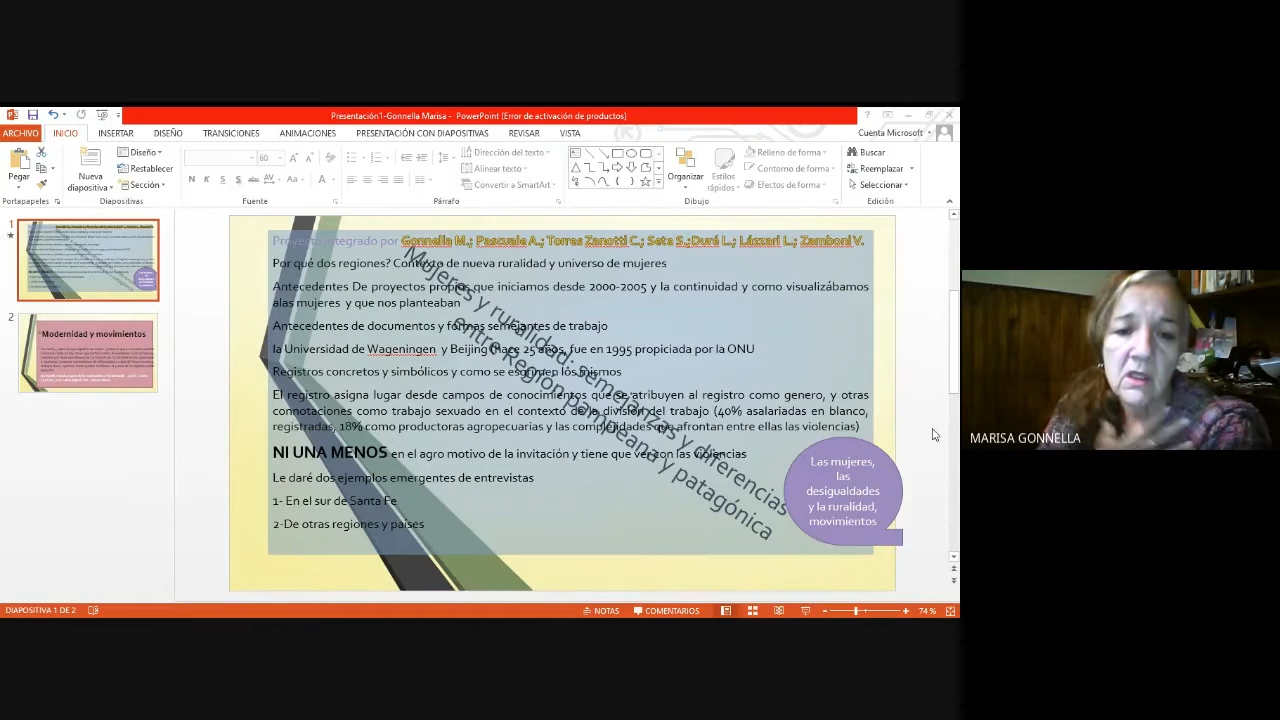 Presentación1-Gonnella Marisa - PowerPoint (Error de activación de productos)
ARCHIVO INICIO INSERTAR DISEÑO TRANSICIONES ANIMACIONES PRESENTACIÓN CON DIAPOSITIVAS REVISAR VISTA Cuenta Microsoft
Pegar
Nueva diapositiva
Diseño
Restablecer
Sección
60
N K S S abc AV Aa A
Dirección del texto
Alinear texto
Convertir a SmartArt
Organizar
Estilos rápidos
Relleno de forma
Contorno de forma
Efectos de forma
Buscar
Reemplazar
Seleccionar
Portapapeles Diapositivas Fuente Párrafo Dibujo Edición
1
2
Modernidad y movimientos
Proyecto integrado por Gonnella M.; Pascuale A.; Torres Zanotti C.; Seta S.;Duré L.; Lázzari L.; Zamboni V.
Por qué dos regiones? Contexto de nueva ruralidad y universo de mujeres
Antecedentes De proyectos propios que iniciamos desde 2000-2005 y la continuidad y como visualizábamos
alas mujeres y que nos planteaban
Antecedentes de documentos y formas semejantes de trabajo
la Universidad de Wageningen y Beijing hace 25 años, fue en 1995 propiciada por la ONU
Registros concretos y simbólicos y como se esgrimen los mismos
El registro asigna lugar desde campos de conocimientos que se atribuyen al registro como genero, y otras
connotaciones como trabajo sexuado en el contexto de la división del trabajo (40% asalariadas en blanco,
registradas, 18% como productoras agropecuarias y las complejidades que afrontan entre ellas las violencias)
NI UNA MENOS en el agro motivo de la invitación y tiene que ver con las violencias
Le daré dos ejemplos emergentes de entrevistas
1- En el sur de Santa Fe
2-De otras regiones y países
Mujeres y ruralidad: Semejanzas y diferencias
entre región pampeana y patagónica
Las mujeres,
las
desigualdades
y la ruralidad,
movimientos
MARISA GONNELLA
DIAPOSITIVA 1 DE 2 NOTAS COMENTARIOS 74 %